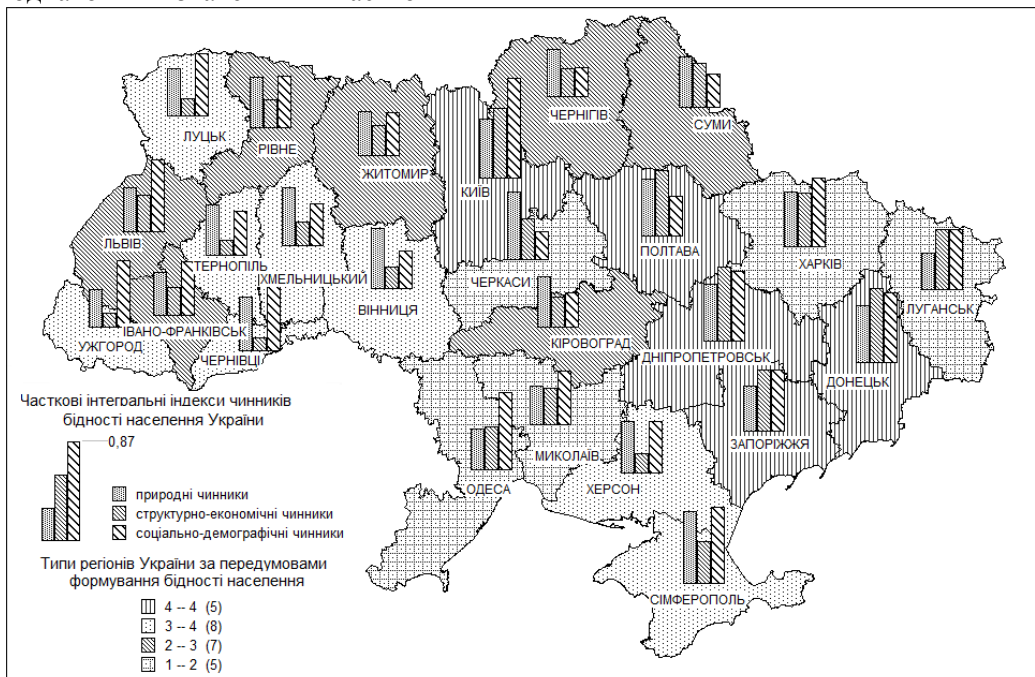 ЛУЦЬК
РІВНЕ
ЖИТОМИР
КИЇВ
ЧЕРНІГІВ
СУМИ
ЛЬВІВ
ТЕРНОПІЛЬ
ХМЕЛЬНИЦЬКИЙ
ВІННИЦЯ
ЧЕРКАСИ
ПОЛТАВА
ХАРКІВ
ЛУГАНСЬК
УЖГОРОД
ІВАНО-ФРАНКІВСЬК
ЧЕРНІВЦІ
КІРОВОГРАД
ДНІПРОПЕТРОВСЬК
ДОНЕЦЬК
ЗАПОРІЖЖЯ
МИКОЛАЇВ
ОДЕСА
ХЕРСОН
СІМФЕРОПОЛЬ
Часткові інтегральні індекси чинників
бідності населення України
0,87
природні чинники
структурно-економічні чинники
соціально-демографічні чинники
Типи регіонів України за передумовами
формування бідності населення
4 -- 4 (5)
3 -- 4 (8)
2 -- 3 (7)
1 -- 2 (5)